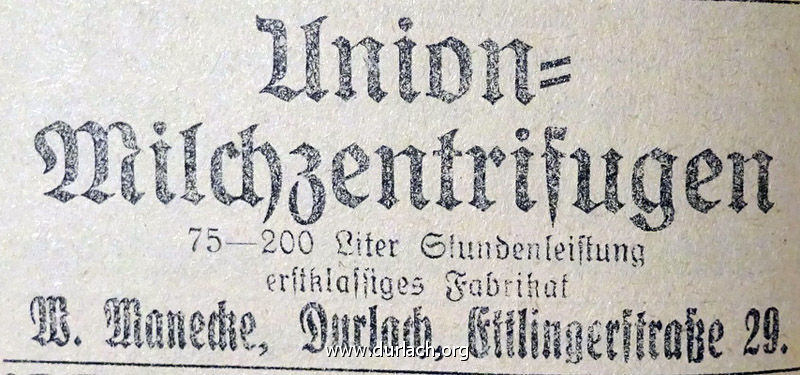 Union=
Milchzentrifugen
75—200 Liter Stundenleistung
erstklassiges Fabrikat
W. Manecke, Durlach, Ettlingerstraße 29.
www.durlach.org